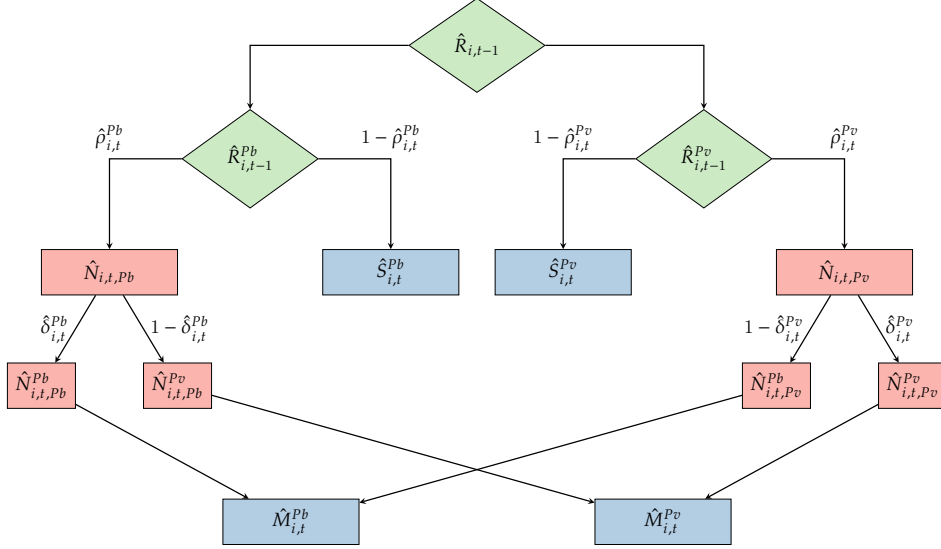 R̂_{i,t−1}
ρ̂^{Pb}_{i,t} 1 − ρ̂^{Pb}_{i,t} 1 − ρ̂^{Pv}_{i,t} ρ̂^{Pv}_{i,t}
R̂^{Pb}_{i,t−1} R̂^{Pv}_{i,t−1}
N̂_{i,t,Pb} Ŝ^{Pb}_{i,t} Ŝ^{Pv}_{i,t} N̂_{i,t,Pv}
δ̂^{Pb}_{i,t} 1 − δ̂^{Pb}_{i,t} 1 − δ̂^{Pv}_{i,t} δ̂^{Pv}_{i,t}
N̂^{Pb}_{i,t,Pb} N̂^{Pv}_{i,t,Pb} N̂^{Pb}_{i,t,Pv} N̂^{Pv}_{i,t,Pv}
M̂^{Pb}_{i,t} M̂^{Pv}_{i,t}